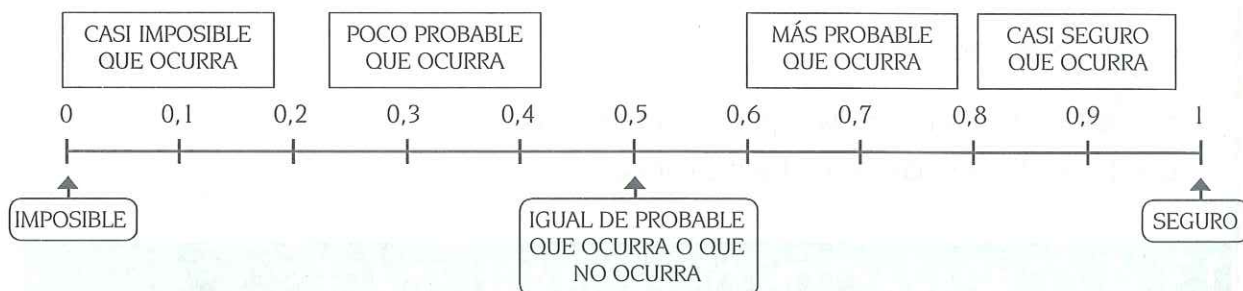 CASI IMPOSIBLE
QUE OCURRA
POCO PROBABLE
QUE OCURRA
MÁS PROBABLE
QUE OCURRA
CASI SEGURO
QUE OCURRA
0 0,1 0,2 0,3 0,4 0,5 0,6 0,7 0,8 0,9 1
IMPOSIBLE
IGUAL DE PROBABLE
QUE OCURRA O QUE
NO OCURRA
SEGURO